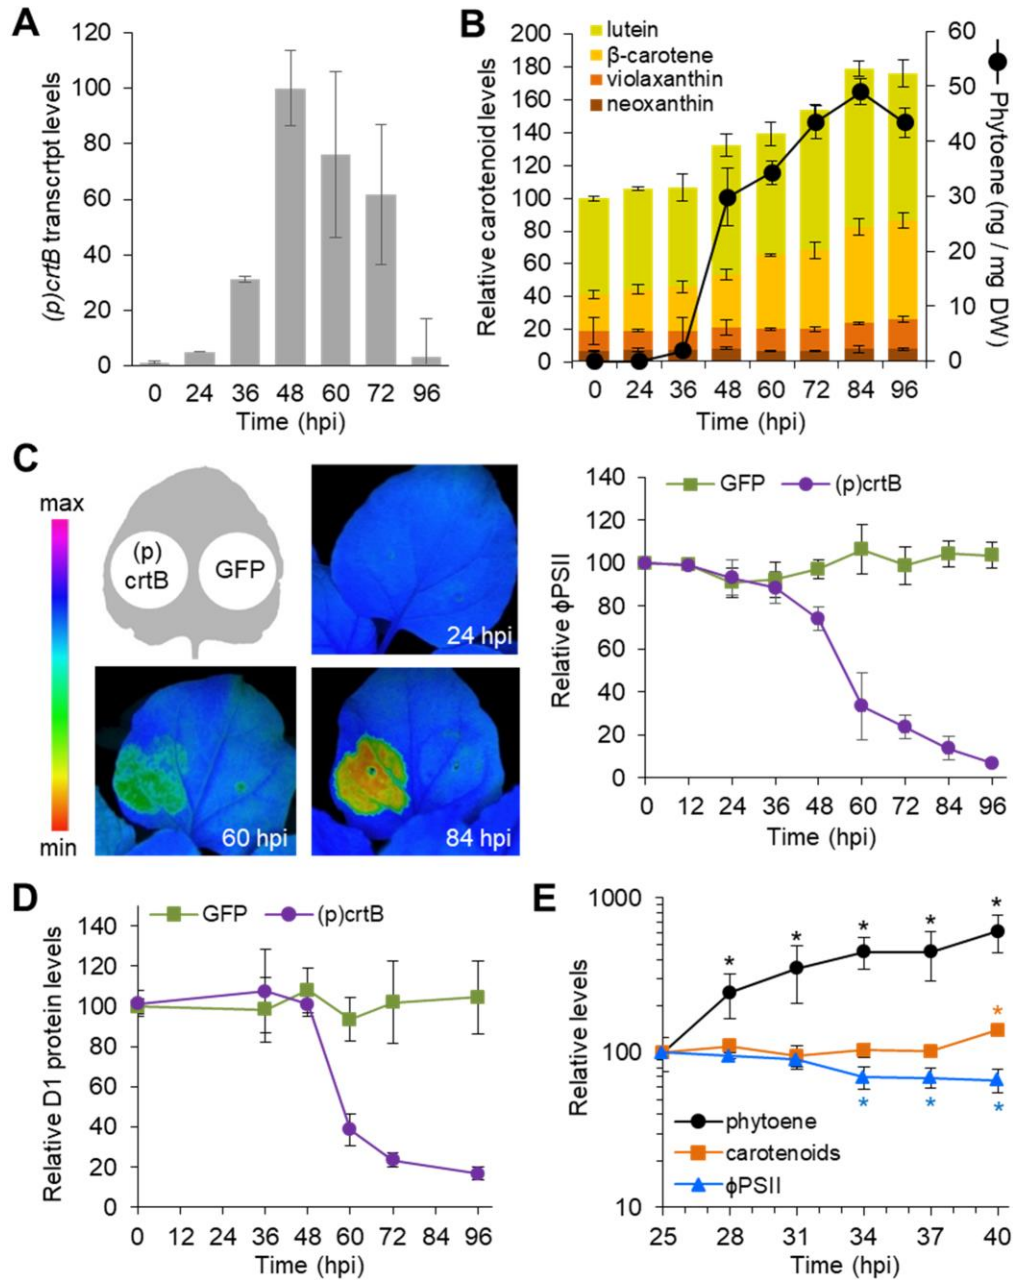 A
(p)crtB transcrtpt levels
120
100
80
60
40
20
0
0 24 36 48 60 72 96
Time (hpi)
B
lutein
β-carotene
violaxanthin
neoxanthin
Relative carotenoid levels
200
180
160
140
120
100
80
60
40
20
0
0 24 36 48 60 72 84 96
Time (hpi)
60
50
40
30
20
10
0
Phytoene (ng / mg DW)
C
max
min
(p)
crtB
GFP
24 hpi
60 hpi
84 hpi
GFP (p)crtB
Relative ϕPSII
140
120
100
80
60
40
20
0
0 12 24 36 48 60 72 84 96
Time (hpi)
D
GFP (p)crtB
Relative D1 protein levels
140
120
100
80
60
40
20
0
0 12 24 36 48 60 72 84 96
Time (hpi)
E
Relative levels
1000
100
10
* * * * *
*
* * *
phytoene
carotenoids
ϕPSII
25 28 31 34 37 40
Time (hpi)